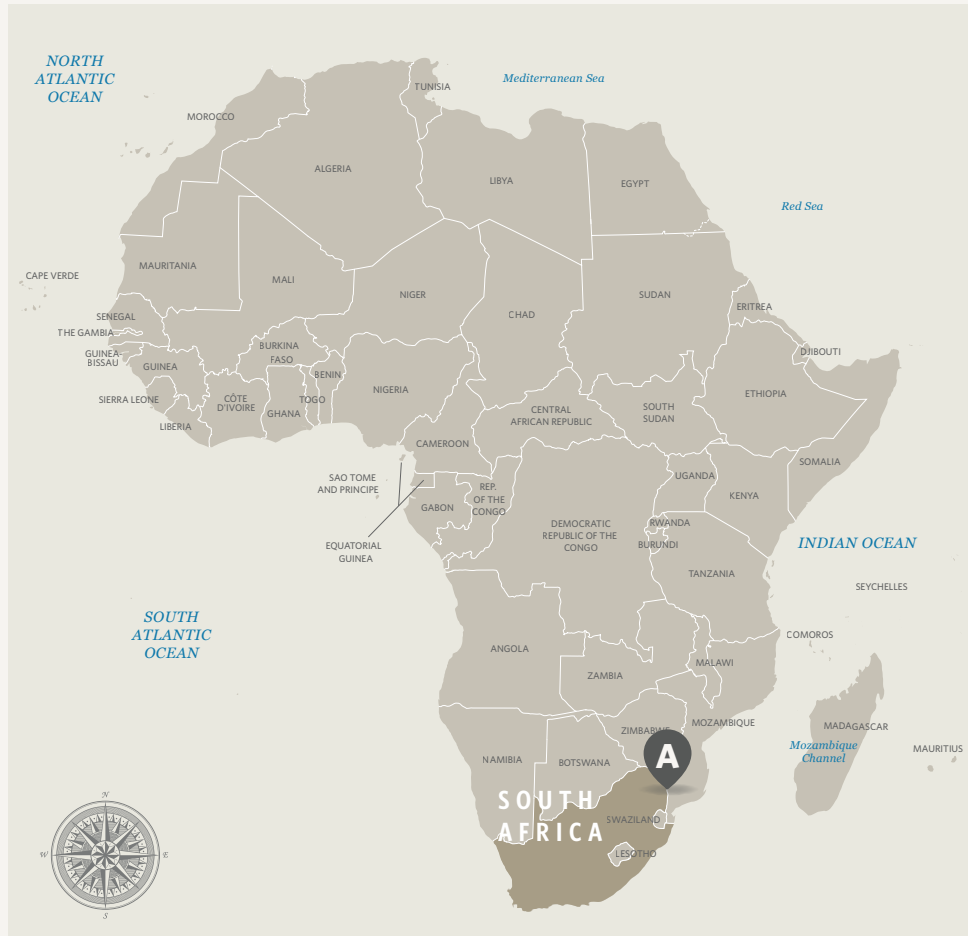 NORTH
ATLANTIC
OCEAN
Mediterranean Sea
TUNISIA
MOROCCO
ALGERIA
LIBYA
EGYPT
Red Sea
MAURITANIA
CAPE VERDE
MALI
NIGER
SUDAN
ERITREA
CHAD
SENEGAL
THE GAMBIA
BURKINA
FASO
GUINEA-
BISSAU
GUINEA
DJIBOUTI
BENIN
NIGERIA
ETHIOPIA
SIERRA LEONE
CÔTE
D'IVOIRE
TOGO
GHANA
CENTRAL
AFRICAN REPUBLIC
SOUTH
SUDAN
LIBERIA
CAMEROON
SOMALIA
SAO TOME
AND PRINCIPE
REP.
OF THE
CONGO
UGANDA
KENYA
GABON
DEMOCRATIC
REPUBLIC OF THE
CONGO
RWANDA
BURUNDI
EQUATORIAL
GUINEA
INDIAN OCEAN
TANZANIA
SEYCHELLES
SOUTH
ATLANTIC
OCEAN
COMOROS
ANGOLA
MALAWI
ZAMBIA
MOZAMBIQUE
MADAGASCAR
ZIMBABWE
Mozambique
Channel
MAURITIUS
NAMIBIA
BOTSWANA
A
SOUTH
AFRICA
SWAZILAND
LESOTHO
N
W
E
S